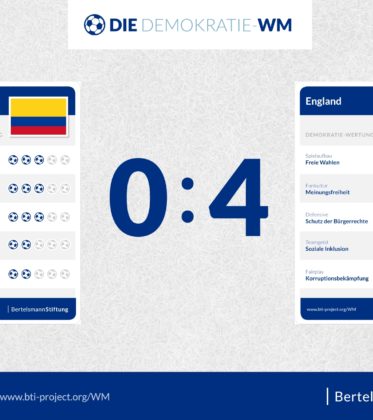 DIE DEMOKRATIE-WM
England
DEMOKRATIE-WERTUNG
0:4
Spielaufbau
Freie Wahlen
Fankultur
Meinungsfreiheit
Defensive
Schutz der Bürgerrechte
Teamgeist
Soziale Inklusion
Fairplay
Korruptionsbekämpfung
BertelsmannStiftung
www.bti-project.org/WM
www.bti-project.org/WM
Bertel